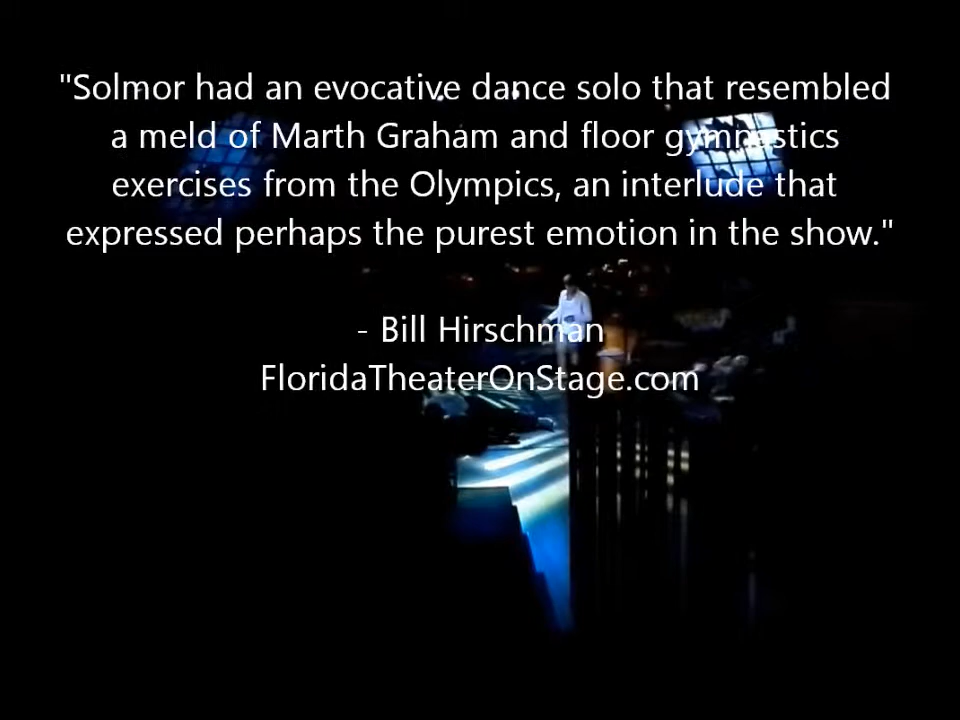 "Solmor had an evocative dance solo that resembled
a meld of Marth Graham and floor gymnastics
exercises from the Olympics, an interlude that
expressed perhaps the purest emotion in the show."
- Bill Hirschman
FloridaTheaterOnStage.com